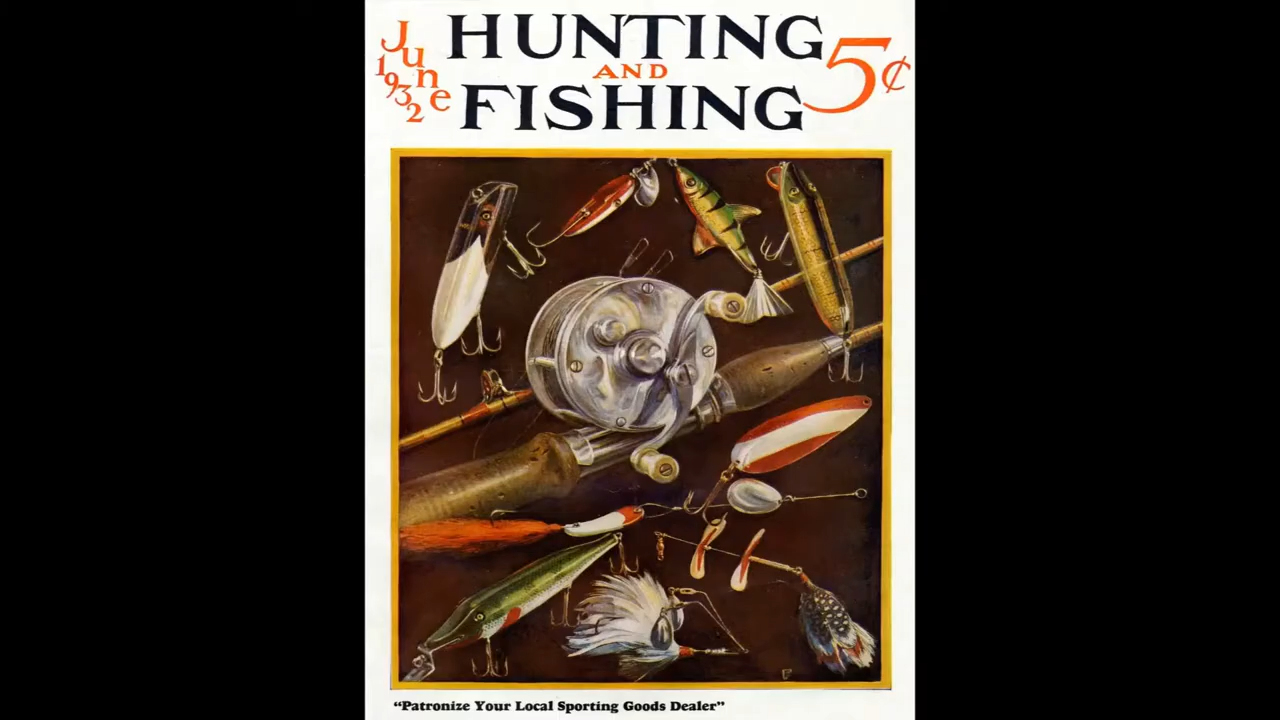 June
1932
HUNTING
AND
FISHING
5¢
“Patronize Your Local Sporting Goods Dealer”